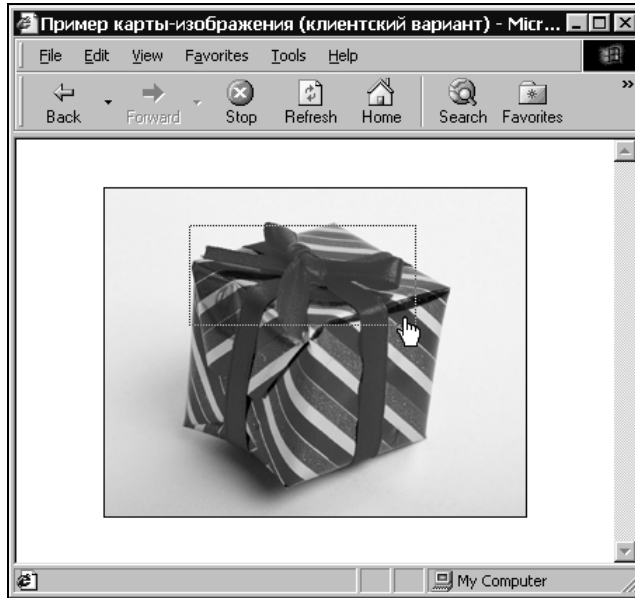 Пример карты-изображения (клиентский вариант) - Micr...
File Edit View Favorites Tools Help
Back Forward Stop Refresh Home Search Favorites »
My Computer